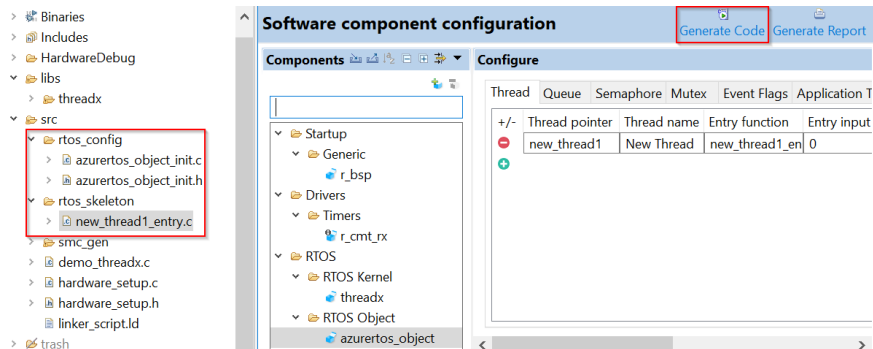 Binaries
Includes
HardwareDebug
libs
threadx
src
rtos_config
azurertos_object_init.c
azurertos_object_init.h
rtos_skeleton
new_thread1_entry.c
smc_gen
demo_threadx.c
hardware_setup.c
hardware_setup.h
linker_script.ld
trash
Software component configuration
Generate Code Generate Report
Components
Startup
Generic
r_bsp
Drivers
Timers
r_cmt_rx
RTOS
RTOS Kernel
threadx
RTOS Object
azurertos_object
Configure
Thread Queue Semaphore Mutex Event Flags Application T
+/- Thread pointer Thread name Entry function Entry input
new_thread1 New Thread new_thread1_en 0